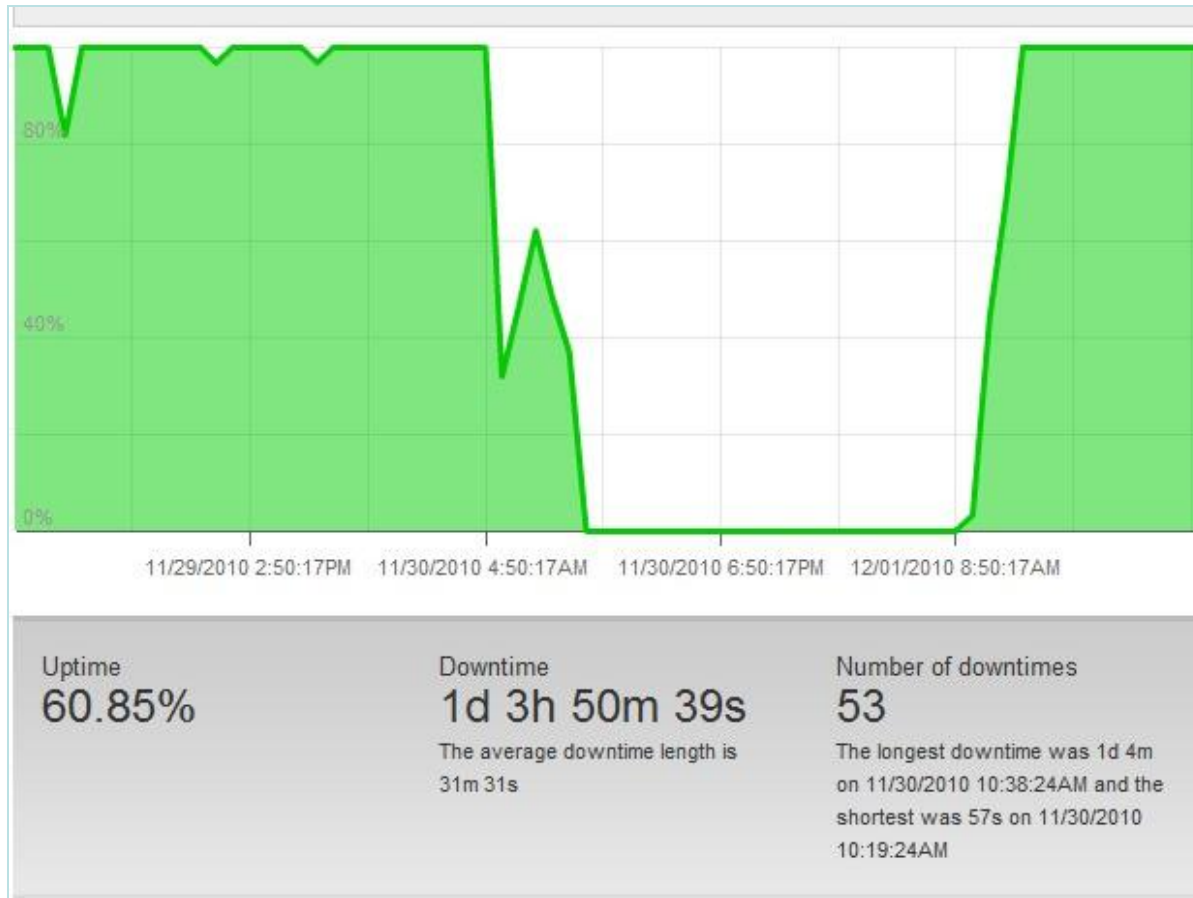 80%
40%
0%
11/29/2010 2:50:17PM 11/30/2010 4:50:17AM 11/30/2010 6:50:17PM 12/01/2010 8:50:17AM
Uptime
60.85%
Downtime
1d 3h 50m 39s
The average downtime length is
31m 31s
Number of downtimes
53
The longest downtime was 1d 4m
on 11/30/2010 10:38:24AM and the
shortest was 57s on 11/30/2010
10:19:24AM